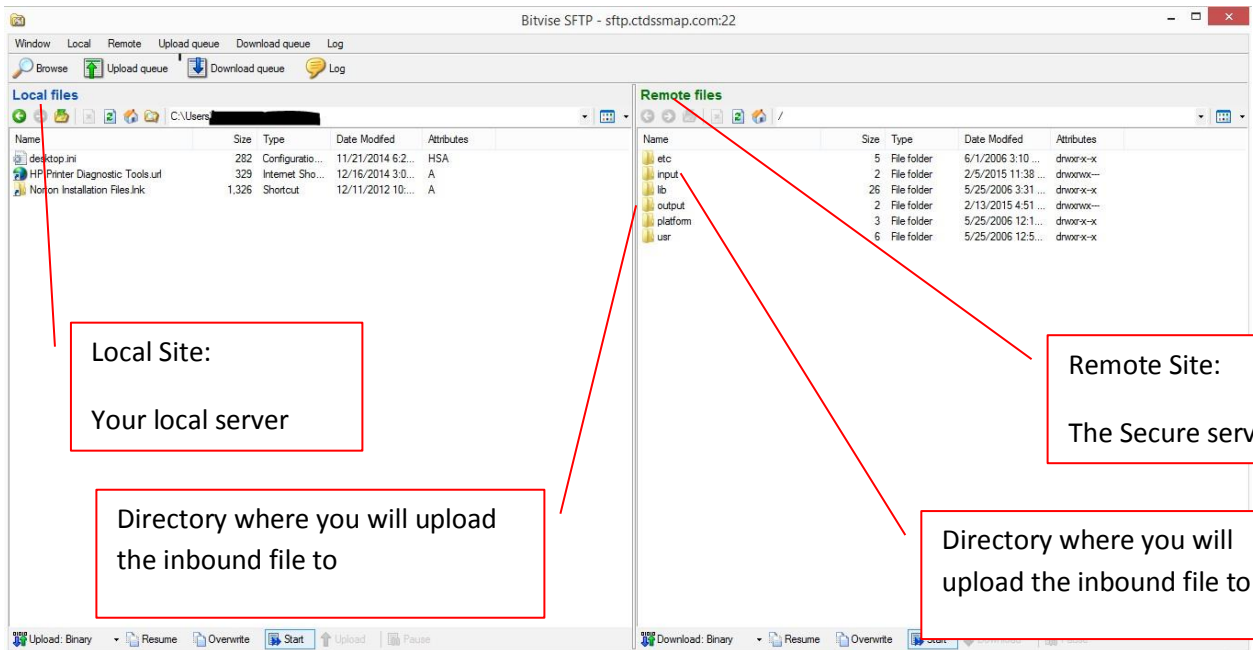 Bitvise SFTP - sftp.ctdssmap.com:22
Window Local Remote Upload queue Download queue Log
Browse Upload queue Download queue Log
Local files
C:\Users
Name Size Type Date Modified Attributes
desktop.ini 282 Configuratio... 11/21/2014 6:2... HSA
HP Printer Diagnostic Tools.url 329 Internet Sho... 12/16/2014 3:0... A
Norton Installation Files.lnk 1,326 Shortcut 12/11/2012 10:... A
Remote files
/
Name Size Type Date Modified Attributes
etc 5 File folder 6/1/2006 3:10 ... drwxr-x--x
input 2 File folder 2/5/2015 11:38 ... drwxrwx---
lib 26 File folder 5/25/2006 3:31 ... drwxr-x--x
output 2 File folder 2/13/2015 4:51 ... drwxrwx---
platform 3 File folder 5/25/2006 12:1... drwxr-x--x
usr 6 File folder 5/25/2006 12:5... drwxr-x--x
Local Site:
Your local server
Remote Site:
The Secure serv
Directory where you will upload
the inbound file to
Directory where you will
upload the inbound file to
Upload: Binary Resume Overwrite Start Upload Pause
Download: Binary Resume Overwrite Start